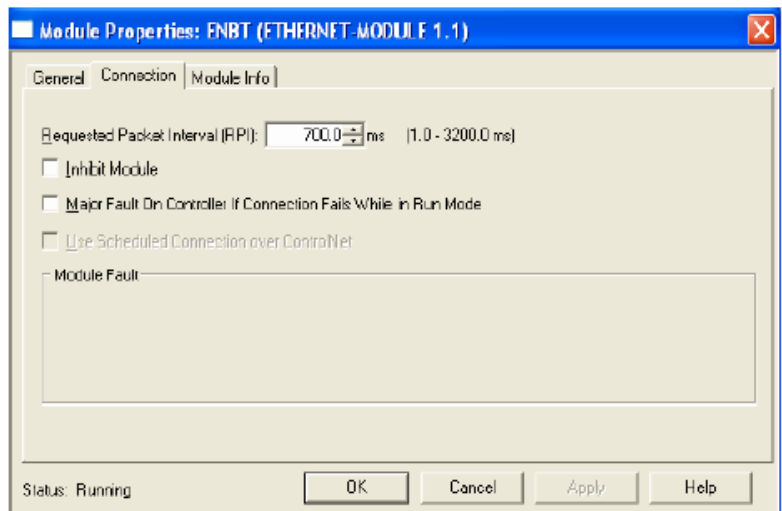 Module Properties: ENBT (ETHERNET-MODULE 1.1)
General Connection Module Info
Requested Packet Interval (RPI): 700.0 ms (1.0 - 3200.0 ms)
Inhibit Module
Major Fault On Controller If Connection Fails While in Run Mode
Use Scheduled Connection over ControlNet
Module Fault
Status: Running OK Cancel Apply Help